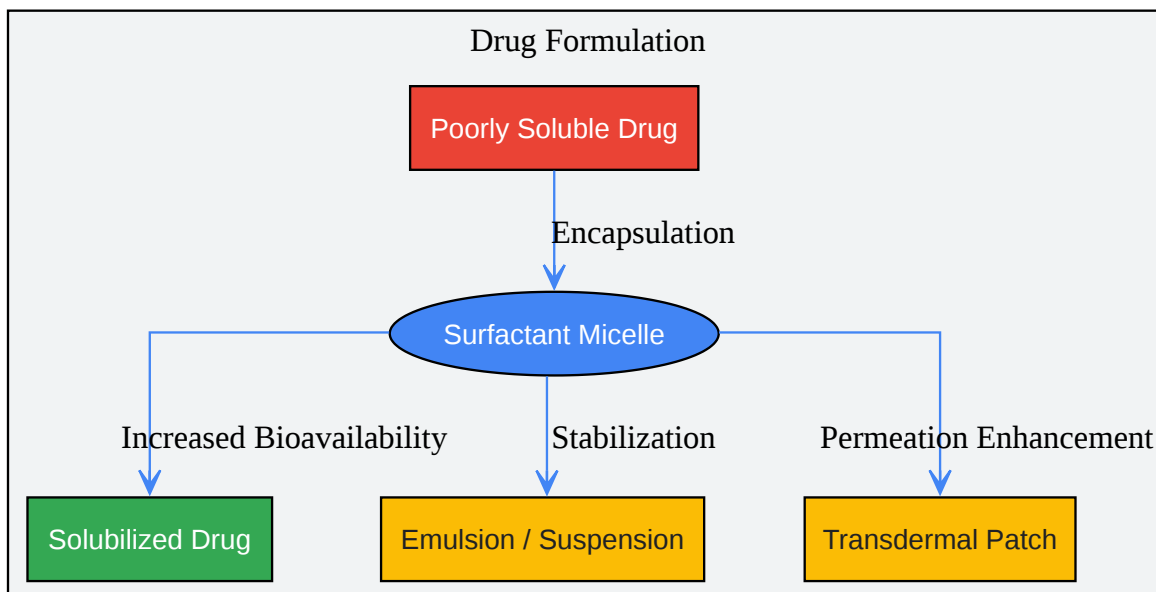 Drug Formulation
Poorly Soluble Drug
Encapsulation
Surfactant Micelle
Increased Bioavailability
Stabilization
Permeation Enhancement
Solubilized Drug
Emulsion / Suspension
Transdermal Patch